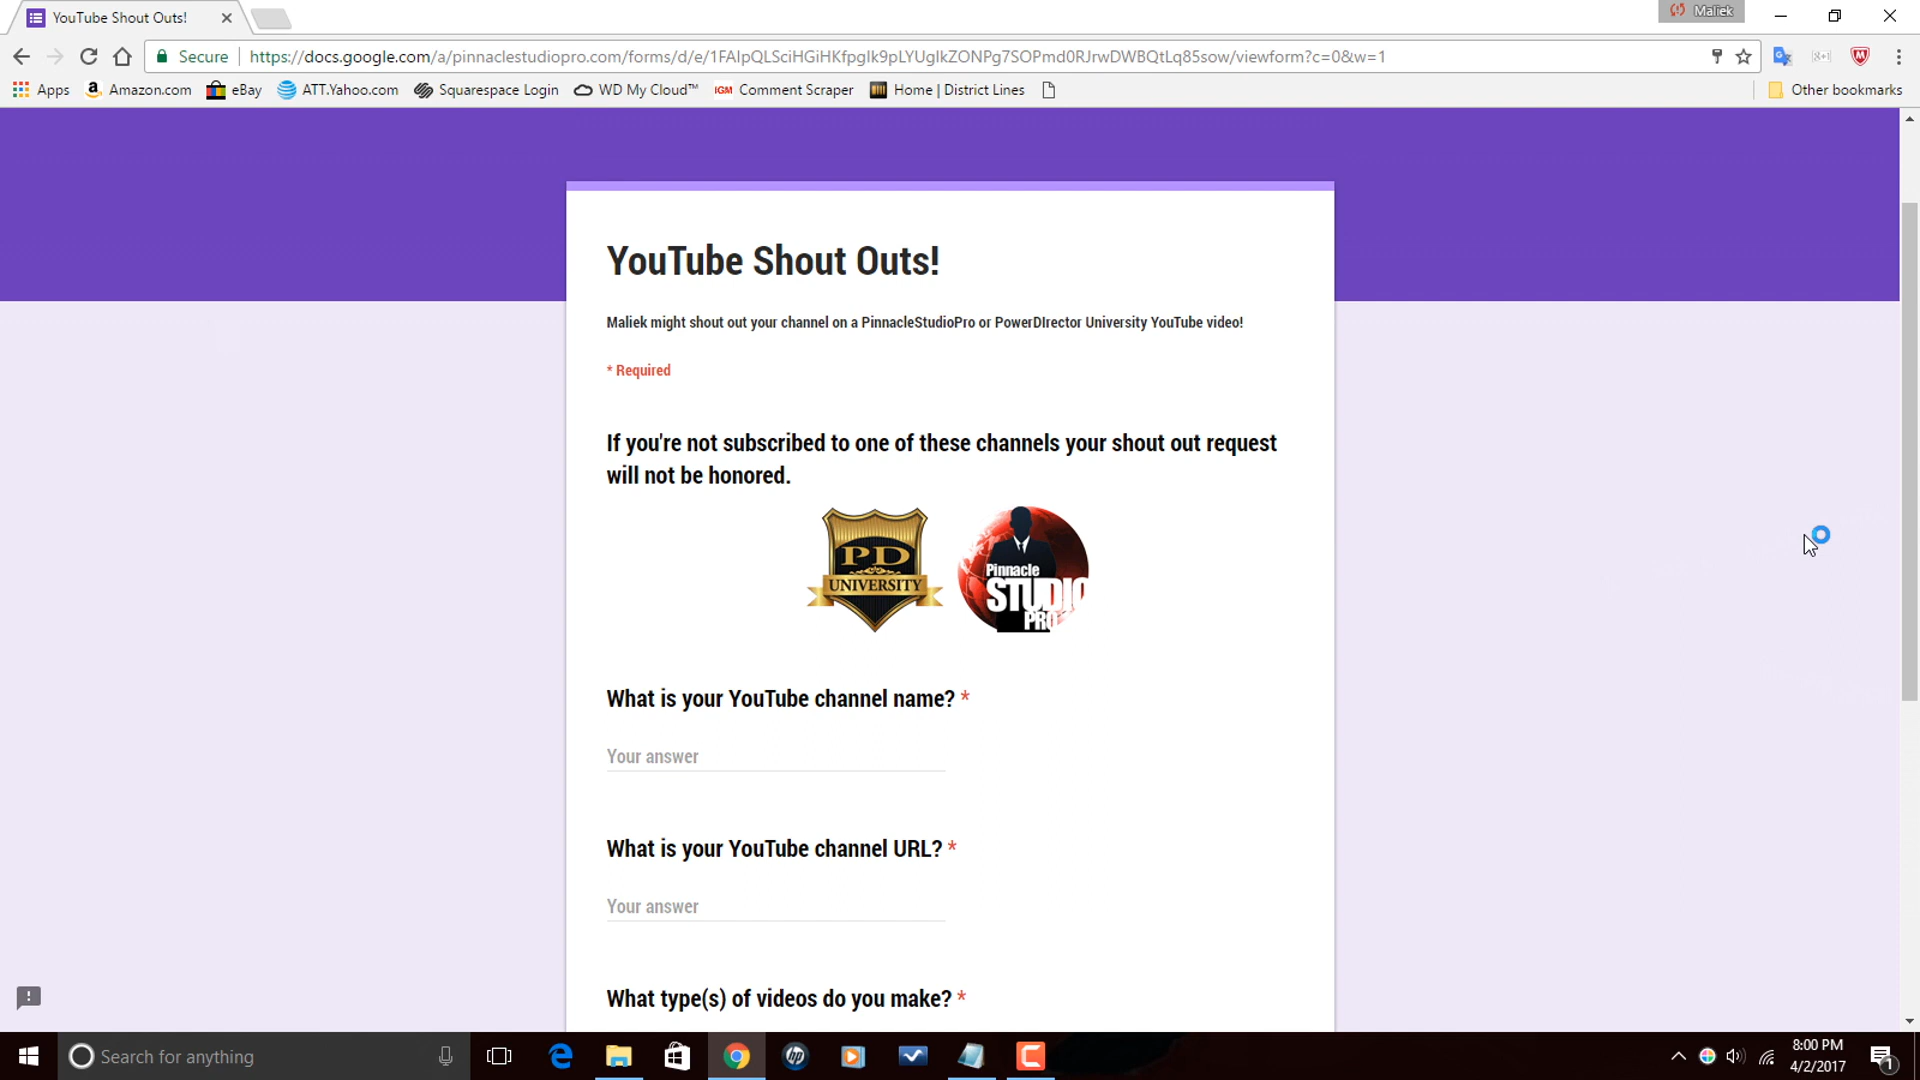 YouTube Shout Outs!
Maliek
Secure
https://docs.google.com/a/pinnaclestudiopro.com/forms/d/e/1FAIpQLSciHGiHKfpgIk9pLYUgIkZONPg7SOPmd0RJrwDWBQtLq85sow/viewform?c=0&w=1
Apps
Amazon.com
eBay
ATT.Yahoo.com
Squarespace Login
WD My Cloud™
IGM
Comment Scraper
Home | District Lines
Other bookmarks
YouTube Shout Outs!
Maliek might shout out your channel on a PinnacleStudioPro or PowerDIrector University YouTube video!
* Required
If you're not subscribed to one of these channels your shout out request
will not be honored.
PD
UNIVERSITY
Pinnacle
STUDIO
PRO
What is your YouTube channel name? *
Your answer
What is your YouTube channel URL? *
Your answer
What type(s) of videos do you make? *
Search for anything
8:00 PM
4/2/2017
1